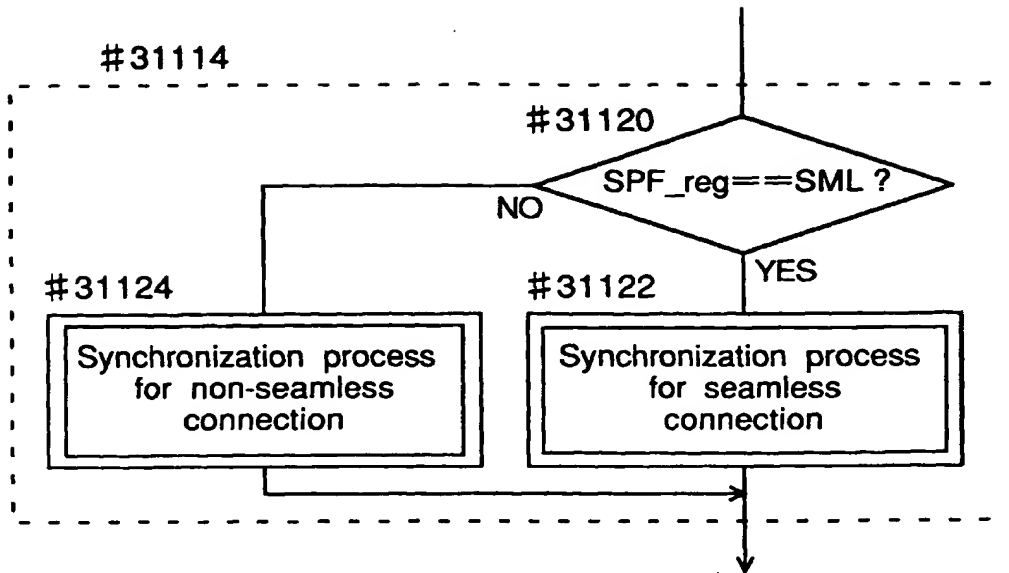 #31114
#31120
SPF_reg==SML ?
NO
YES
#31124
Synchronization process
for non-seamless
connection
#31122
Synchronization process
for seamless
connection